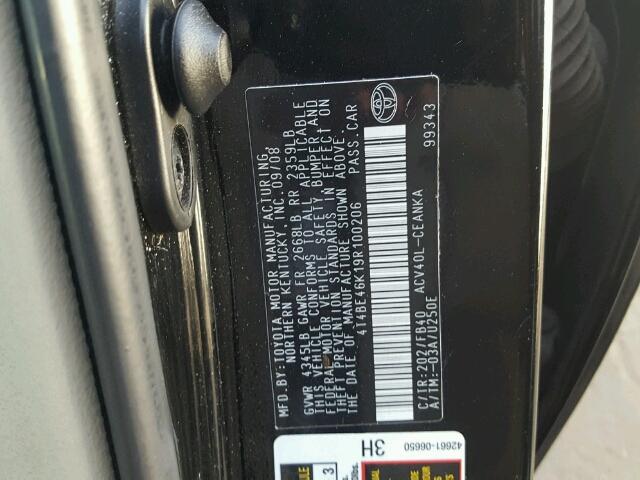 MFD.BY:TOYOTA MOTOR MANUFACTURING,
NORTHERN KENTUCKY,INC.09/08
GVWR 4345LB GAWR FR 2668LB RR 2359LB
THIS VEHICLE CONFORMS TO ALL APPLICABLE
FEDERAL MOTOR VEHICLE SAFETY, BUMPER AND
THEFT PREVENTION STANDARDS IN EFFECT ON
THE DATE OF MANUFACTURE SHOWN ABOVE.
4T4BE46K19R100206 PASS.CAR
C/TR:202/FB40 ACV40L-CEANKA
A/TM:-03A/U250E 99343
42661-06650
3H
3